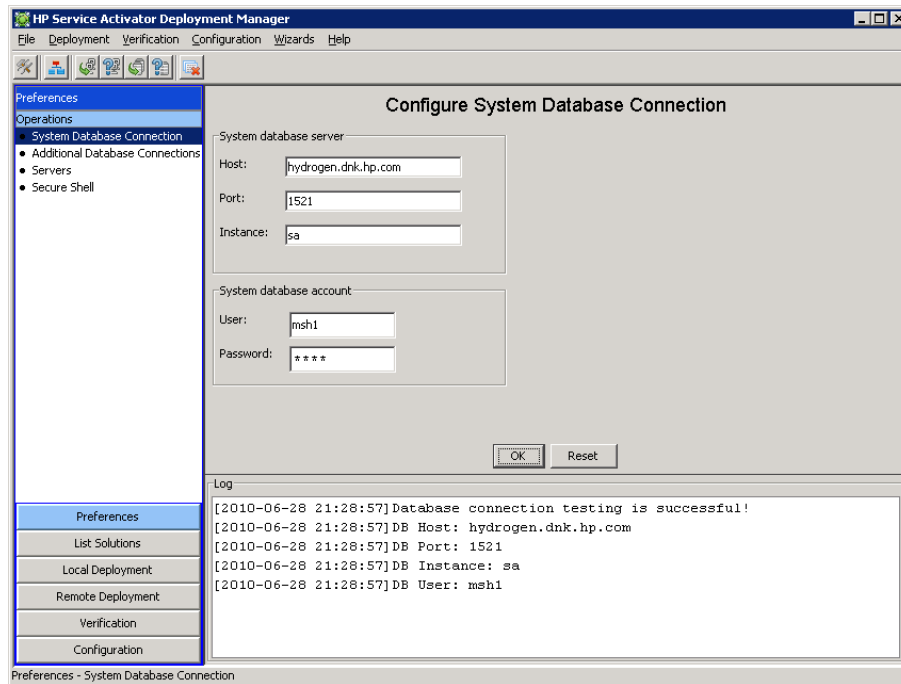 HP Service Activator Deployment Manager
File Deployment Verification Configuration Wizards Help
Preferences
Operations
System Database Connection
Additional Database Connections
Servers
Secure Shell
Configure System Database Connection
System database server
Host: hydrogen.dnk.hp.com
Port: 1521
Instance: sa
System database account
User: msh1
Password: ****
OK Reset
Preferences
List Solutions
Local Deployment
Remote Deployment
Verification
Configuration
Log
[2010-06-28 21:28:57]Database connection testing is successful!
[2010-06-28 21:28:57]DB Host: hydrogen.dnk.hp.com
[2010-06-28 21:28:57]DB Port: 1521
[2010-06-28 21:28:57]DB Instance: sa
[2010-06-28 21:28:57]DB User: msh1
Preferences - System Database Connection